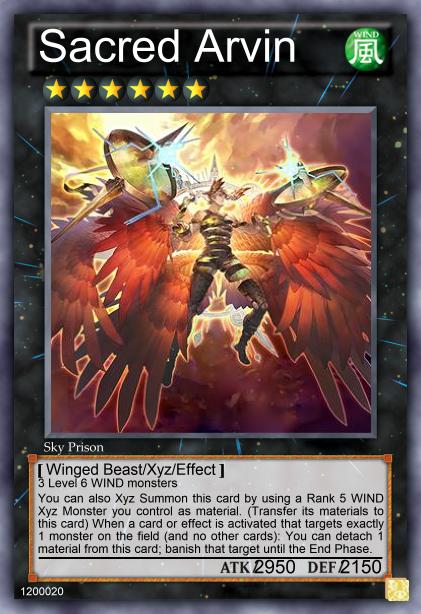 Sacred Arvin
WIND
風
Sky Prison
[ Winged Beast/Xyz/Effect ]
3 Level 6 WIND monsters
You can also Xyz Summon this card by using a Rank 5 WIND
Xyz Monster you control as material. (Transfer its materials to
this card) When a card or effect is activated that targets exactly
1 monster on the field (and no other cards): You can detach 1
material from this card; banish that target until the End Phase.
ATK/2950 DEF/2150
1200020